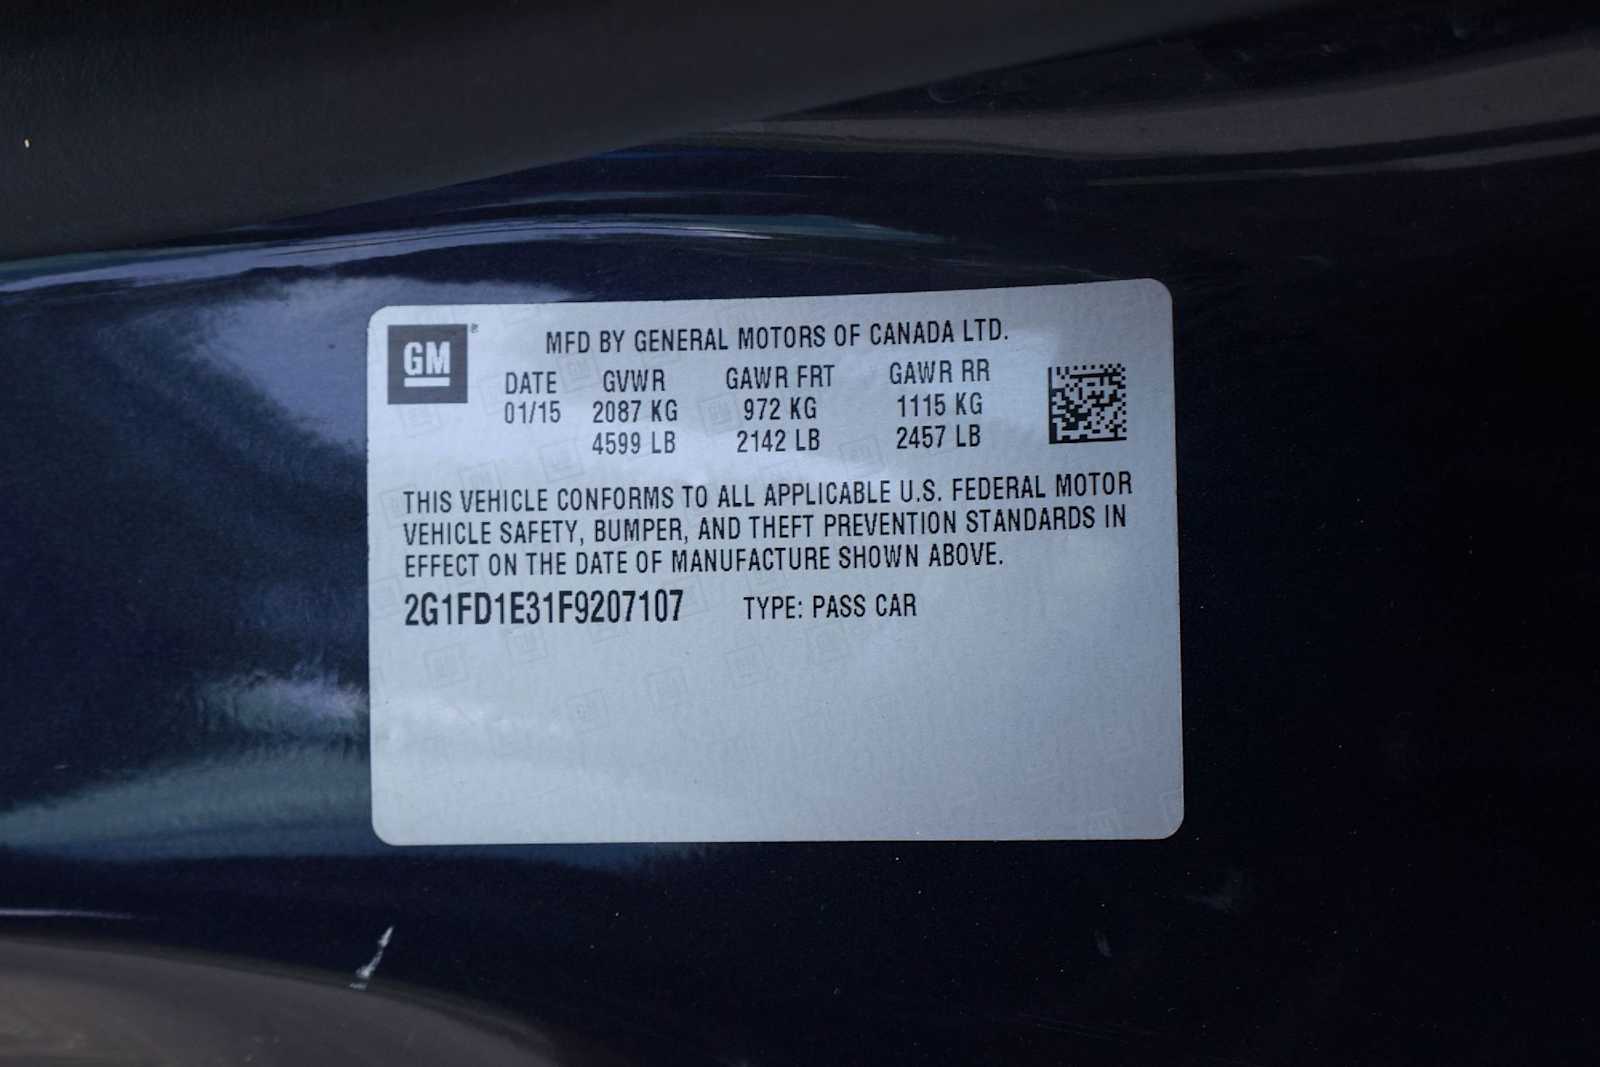 GM
MFD BY GENERAL MOTORS OF CANADA LTD.
DATE GVWR GAWR FRT GAWR RR
01/15 2087 KG 972 KG 1115 KG
4599 LB 2142 LB 2457 LB
THIS VEHICLE CONFORMS TO ALL APPLICABLE U.S. FEDERAL MOTOR
VEHICLE SAFETY, BUMPER, AND THEFT PREVENTION STANDARDS IN
EFFECT ON THE DATE OF MANUFACTURE SHOWN ABOVE.
2G1FD1E31F9207107 TYPE: PASS CAR